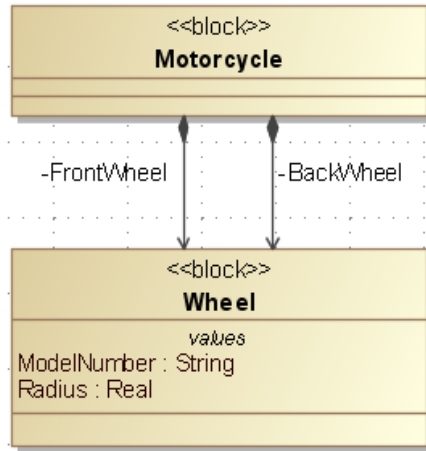 <<block>>
Motorcycle
-FrontWheel
-BackWheel
<<block>>
Wheel
values
ModelNumber : String
Radius : Real